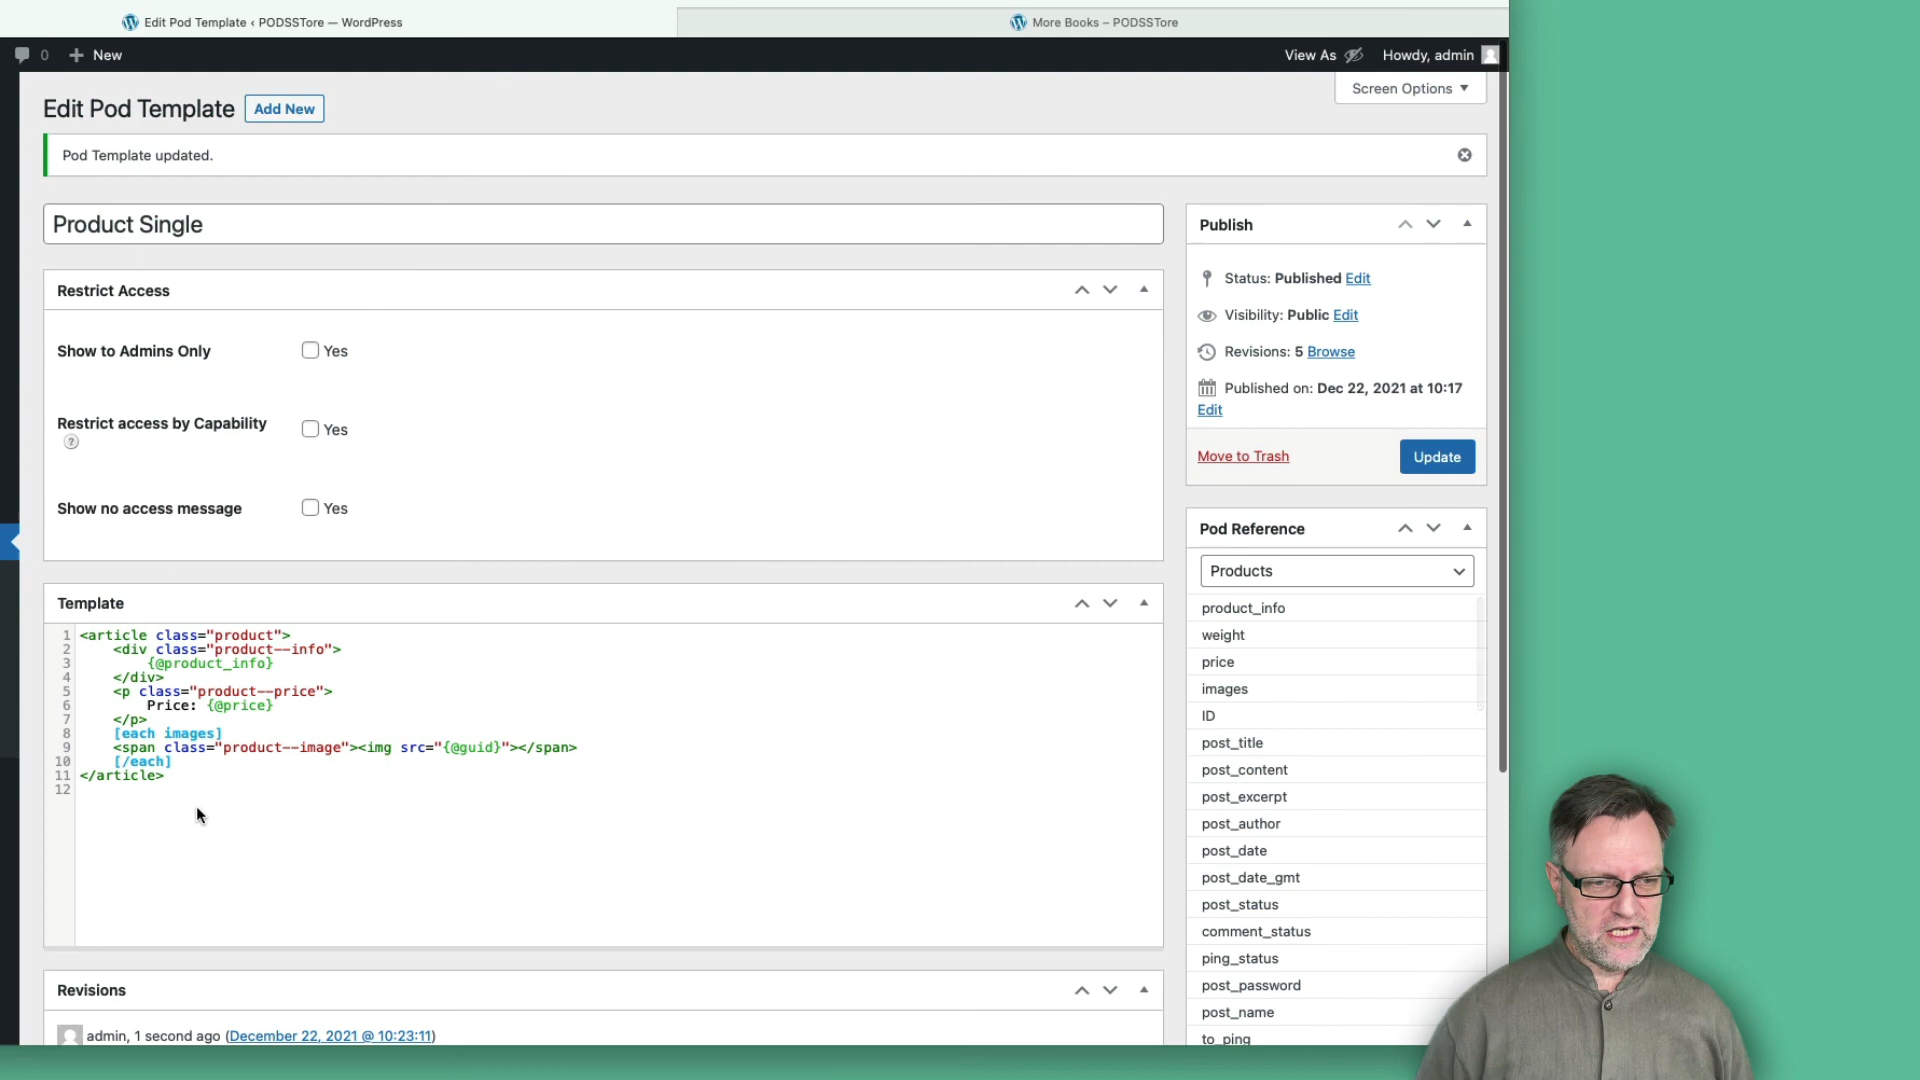 Edit Pod Template ‹ PODSSTore — WordPress
More Books – PODSSTore
0
New
View As
Howdy, admin
Screen Options
Edit Pod Template
Add New
Pod Template updated.
Product Single
Restrict Access
Show to Admins Only
Yes
Restrict access by Capability
?
Yes
Show no access message
Yes
Template
1 <article class="product">
2 <div class="product--info">
3 {@product_info}
4 </div>
5 <p class="product--price">
6 Price: {@price}
7 </p>
8 [each images]
9 <span class="product--image"><img src="{@guid}"></span>
10 [/each]
11 </article>
12
Revisions
admin, 1 second ago (December 22, 2021 @ 10:23:11)
Publish
Status: Published Edit
Visibility: Public Edit
Revisions: 5 Browse
Published on: Dec 22, 2021 at 10:17
Edit
Move to Trash
Update
Pod Reference
Products
product_info
weight
price
images
ID
post_title
post_content
post_excerpt
post_author
post_date
post_date_gmt
post_status
comment_status
ping_status
post_password
post_name
to_ping